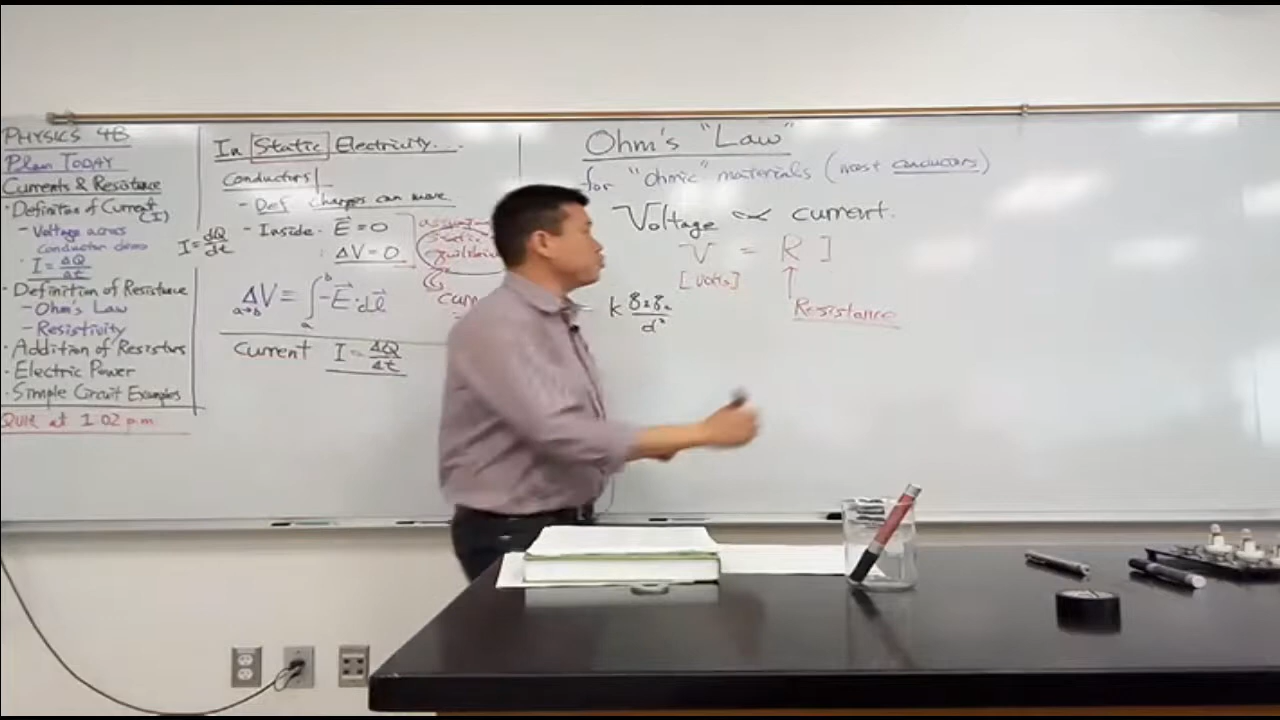 PHYSICS 4B
Plan TODAY
Currents & Resistance
· Definition of Current (I)
- Voltage across
conductor demo
· I = ΔQ/Δt
I = dQ/dt
· Definition of Resistance
- Ohm's Law
- Resistivity
· Addition of Resistors
· Electric Power
· Simple Circuit Examples
Quiz at 1:02 p.m.
In Static Electricity...
Conductors
- Def charges can move
- Inside: E⃗ = 0
: ΔV = 0
ΔV a→b = ∫ₐᵇ -E⃗·dl⃗
Current I = ΔQ/Δt
Ohm's "Law"
for "Ohmic" materials (most conductors)
Voltage ∝ current.
V = R I
[Volts]
Resistance
k
d²